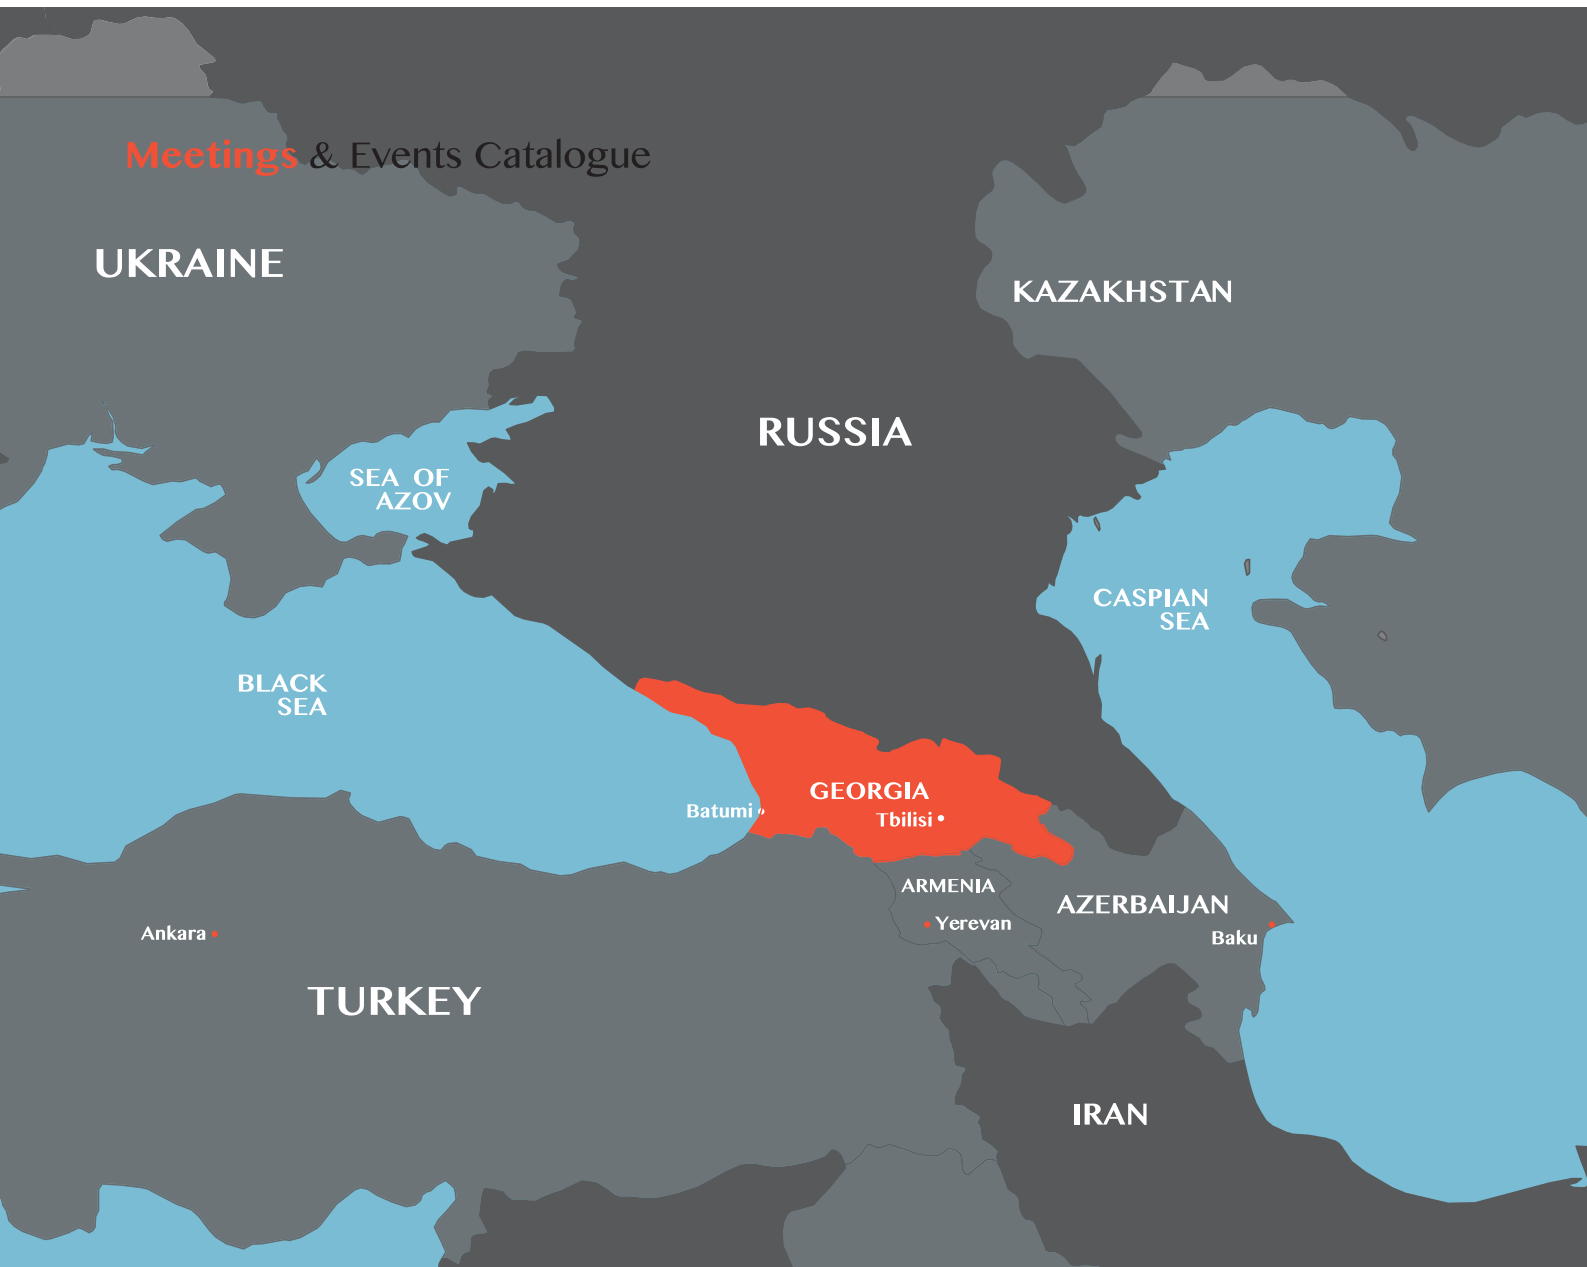 Meetings & Events Catalogue
UKRAINE
KAZAKHSTAN
RUSSIA
SEA OF
AZOV
CASPIAN
SEA
BLACK
SEA
GEORGIA
Batumi
Tbilisi
ARMENIA
AZERBAIJAN
Yerevan
Ankara
Baku
TURKEY
IRAN